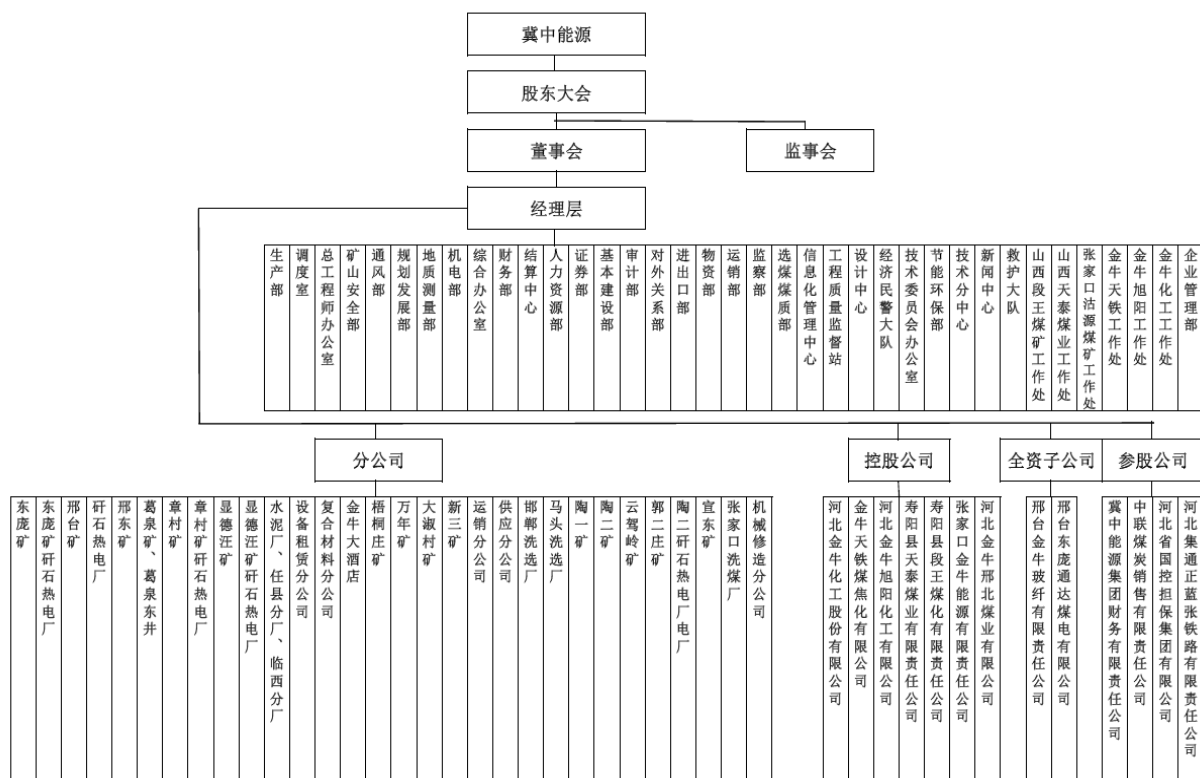 冀中能源
股东大会
董事会
监事会
经理层
生产部
调度室
总工程师办公室
矿山安全部
通风部
规划发展部
地质测量部
机电部
综合办公室
财务部
结算中心
人力资源部
证券部
基本建设部
审计部
对外关系部
进出口部
物资部
运销部
监察部
选煤煤质部
信息化管理中心
工程质量监督站
设计中心
经济民警大队
技术委员会办公室
节能环保部
技术分中心
新闻中心
救护大队
山西段王煤矿工作处
山西天泰煤业工作处
张家口沽源煤矿工作处
金牛天铁工作处
金牛旭阳工作处
金牛化工工作处
企业管理部
分公司
控股公司
全资子公司
参股公司
东庞矿
东庞矿矸石热电厂
邢台矿
矸石热电厂
邢东矿
葛泉矿、葛泉东井
章村矿
章村矿矸石热电厂
显德汪矿
显德汪矿矸石热电厂
水泥厂、任县分厂、临西分厂
设备租赁分公司
复合材料分公司
金牛大酒店
梧桐庄矿
万年矿
大淑村矿
新三矿
运销分公司
供应分公司
邯郸洗选厂
马头洗选厂
陶一矿
陶二矿
云驾岭矿
郭二庄矿
陶二矸石热电厂电厂
宣东矿
张家口洗煤厂
机械修造分公司
河北金牛化工股份有限公司
金牛天铁煤焦化有限公司
河北金牛旭阳化工有限公司
寿阳县天泰煤业有限责任公司
寿阳县段王煤化有限责任公司
张家口金牛能源有限责任公司
河北金牛邢北煤业有限公司
邢台金牛玻纤有限责任公司
邢台东庞通达煤电有限公司
冀中能源集团财务有限责任公司
中联煤炭销售有限责任公司
河北省国控担保集团有限公司
河北集通正蓝张铁路有限责任公司